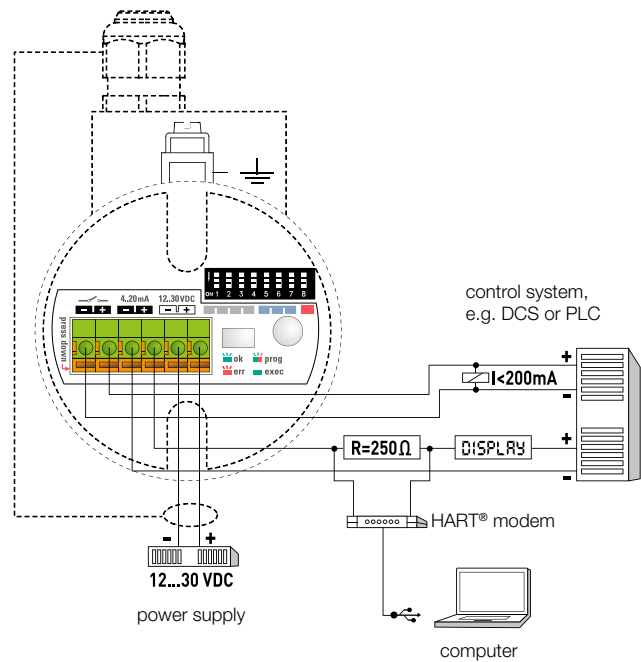 ON 1 2 3 4 5 6 7 8
4..20mA 12..30VDC
- + - + - +
press down
ok prog
err exec
control system,
e.g. DCS or PLC
+
I<200mA
-
+
R=250Ω DISPLAY
-
HART® modem
- +
12...30 VDC
power supply
computer